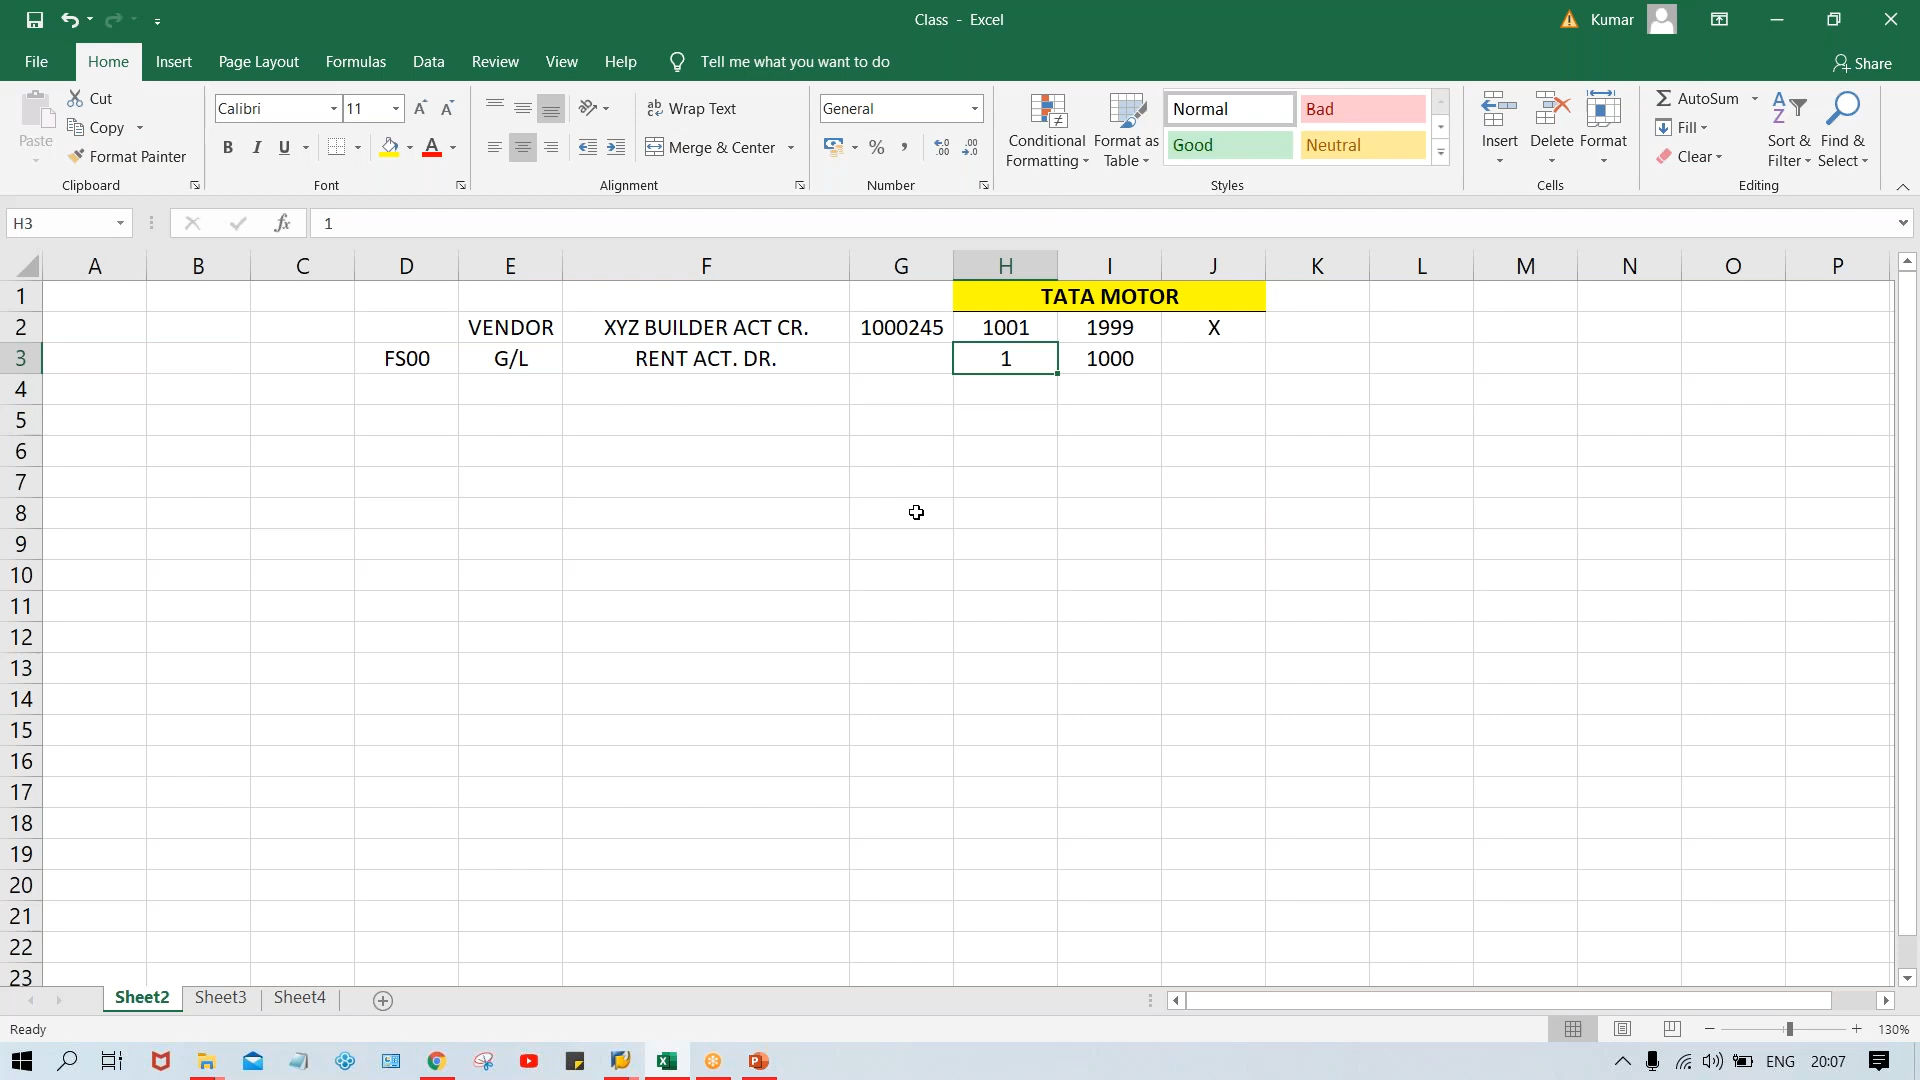 Class - Excel
Kumar
File Home Insert Page Layout Formulas Data Review View Help Tell me what you want to do Share
Paste
Cut
Copy
Format Painter
Clipboard
Calibri 11
B I U
Font
Wrap Text
Merge & Center
Alignment
General
Number
Conditional Formatting
Format as Table
Normal Bad
Good Neutral
Styles
Insert Delete Format
Cells
AutoSum
Fill
Clear
Sort & Filter
Find & Select
Editing
H3 fx 1
A B C D E F G H I J K L M N O P
1 TATA MOTOR
2 VENDOR XYZ BUILDER ACT CR. 1000245 1001 1999 X
3 FS00 G/L RENT ACT. DR. 1 1000
4
5
6
7
8
9
10
11
12
13
14
15
16
17
18
19
20
21
22
23
Sheet2 Sheet3 Sheet4
Ready 130%
ENG 20:07